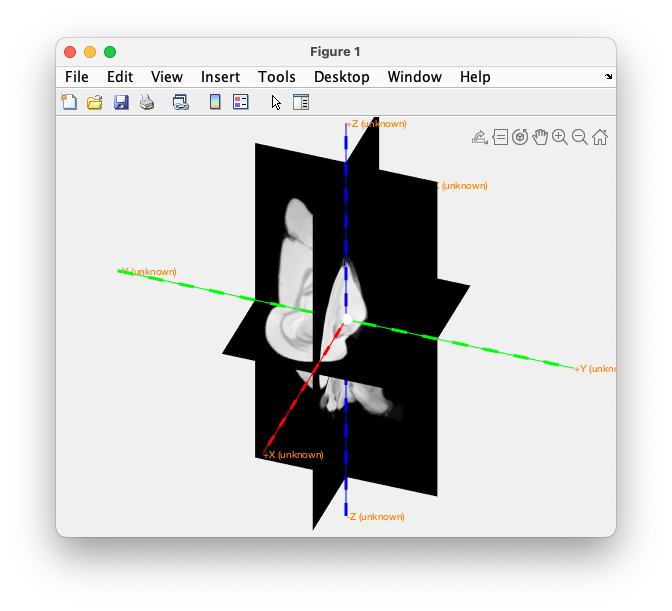 Figure 1
File Edit View Insert Tools Desktop Window Help
+Z (unknown)
(unknown)
-Y (unknown)
+Y (unkn
+X (unknown)
-Z (unknown)